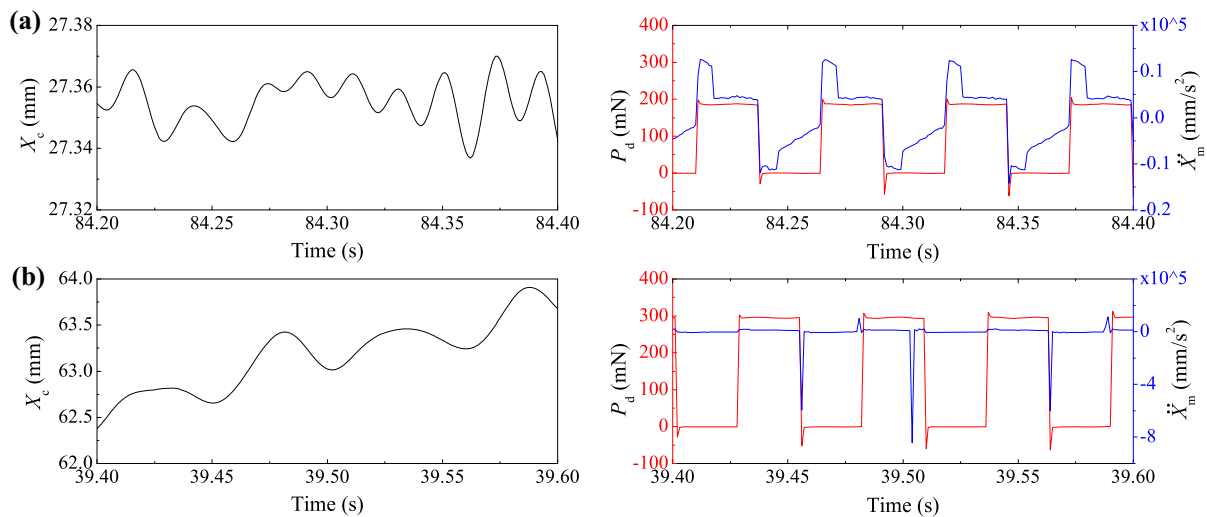 (a)
27.38
27.36
27.34
27.32
X_c (mm)
84.20 84.25 84.30 84.35 84.40
Time (s)
400
300
200
100
0
-100
P_d (mN)
x10^5
0.1
0.0
-0.1
-0.2
Ẍ_m (mm/s²)
84.20 84.25 84.30 84.35 84.40
Time (s)
(b)
64.0
63.5
63.0
62.5
62.0
X_c (mm)
39.40 39.45 39.50 39.55 39.60
Time (s)
400
300
200
100
0
-100
P_d (mN)
x10^5
0
-4
-8
Ẍ_m (mm/s²)
39.40 39.45 39.50 39.55 39.60
Time (s)